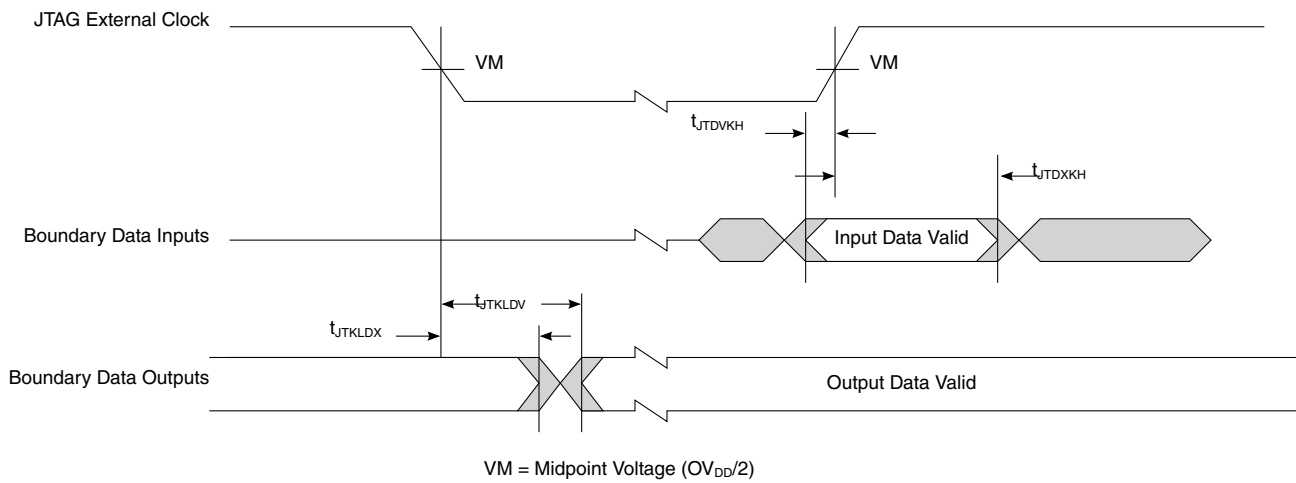 JTAG External Clock
VM
VM
tJTDVKH
tJTDXKH
Boundary Data Inputs
Input Data Valid
tJTKLDV
tJTKLDX
Boundary Data Outputs
Output Data Valid
VM = Midpoint Voltage (OVDD/2)